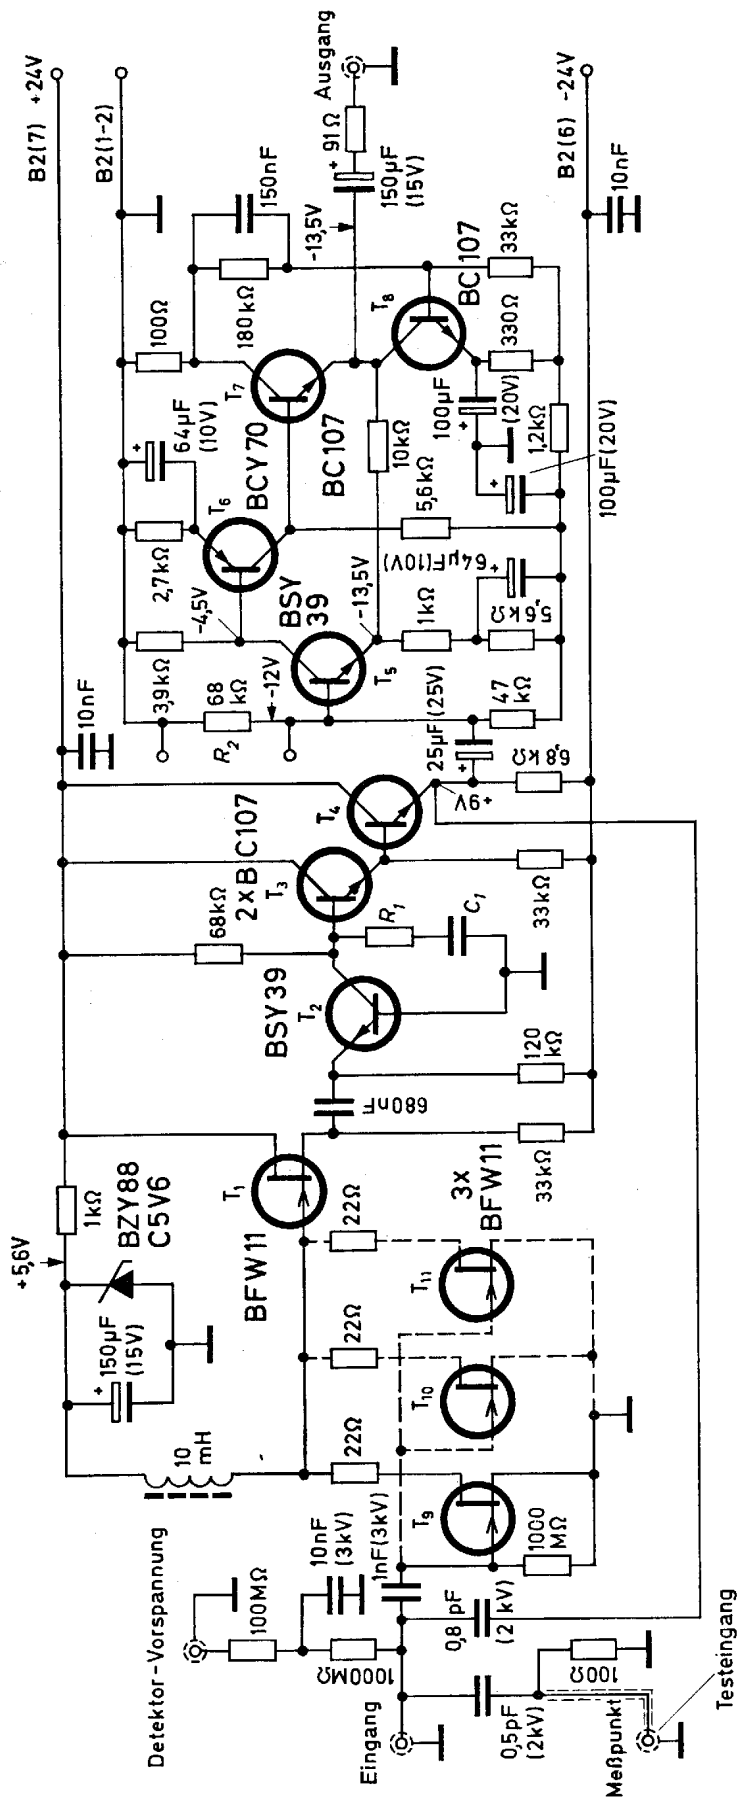 Detektor-Vorspannung
100MΩ
10nF
(3kV)
1000MΩ
Eingang
0,5pF
(2kV)
Meßpunkt
100Ω
Testeingang
0,8 pF
(2 kV)
1nF(3kV)
1000
MΩ
10
mH
150µF
(15V)
+
+5,6V
BZY88
C5V6
1kΩ
22Ω
22Ω
22Ω
T9
T10
T11
3x
BFW11
T1
BFW11
33kΩ
680nF
120
kΩ
T2
BSY39
68kΩ
R1
C1
T3
2xBC107
T4
33kΩ
+9V
6,8kΩ
25µF(25V)
+
10nF
R2
68
kΩ
-12V
47
kΩ
3,9kΩ
-4,5V
T5
BSY
39
-13,5V
1kΩ
5,6kΩ
+64µF(10V)
2,7kΩ
T6
BCY70
64µF
(10V)
+
5,6kΩ
10kΩ
T7
BC107
100Ω
180kΩ
150nF
-13,5V
T8
BC107
100µF
(20V)
+
100µF(20V)
+
1,2kΩ
330Ω
33kΩ
150µF
(15V)
+
91Ω
Ausgang
B2(7) +24V
B2(1-2)
B2(6) -24V
10nF